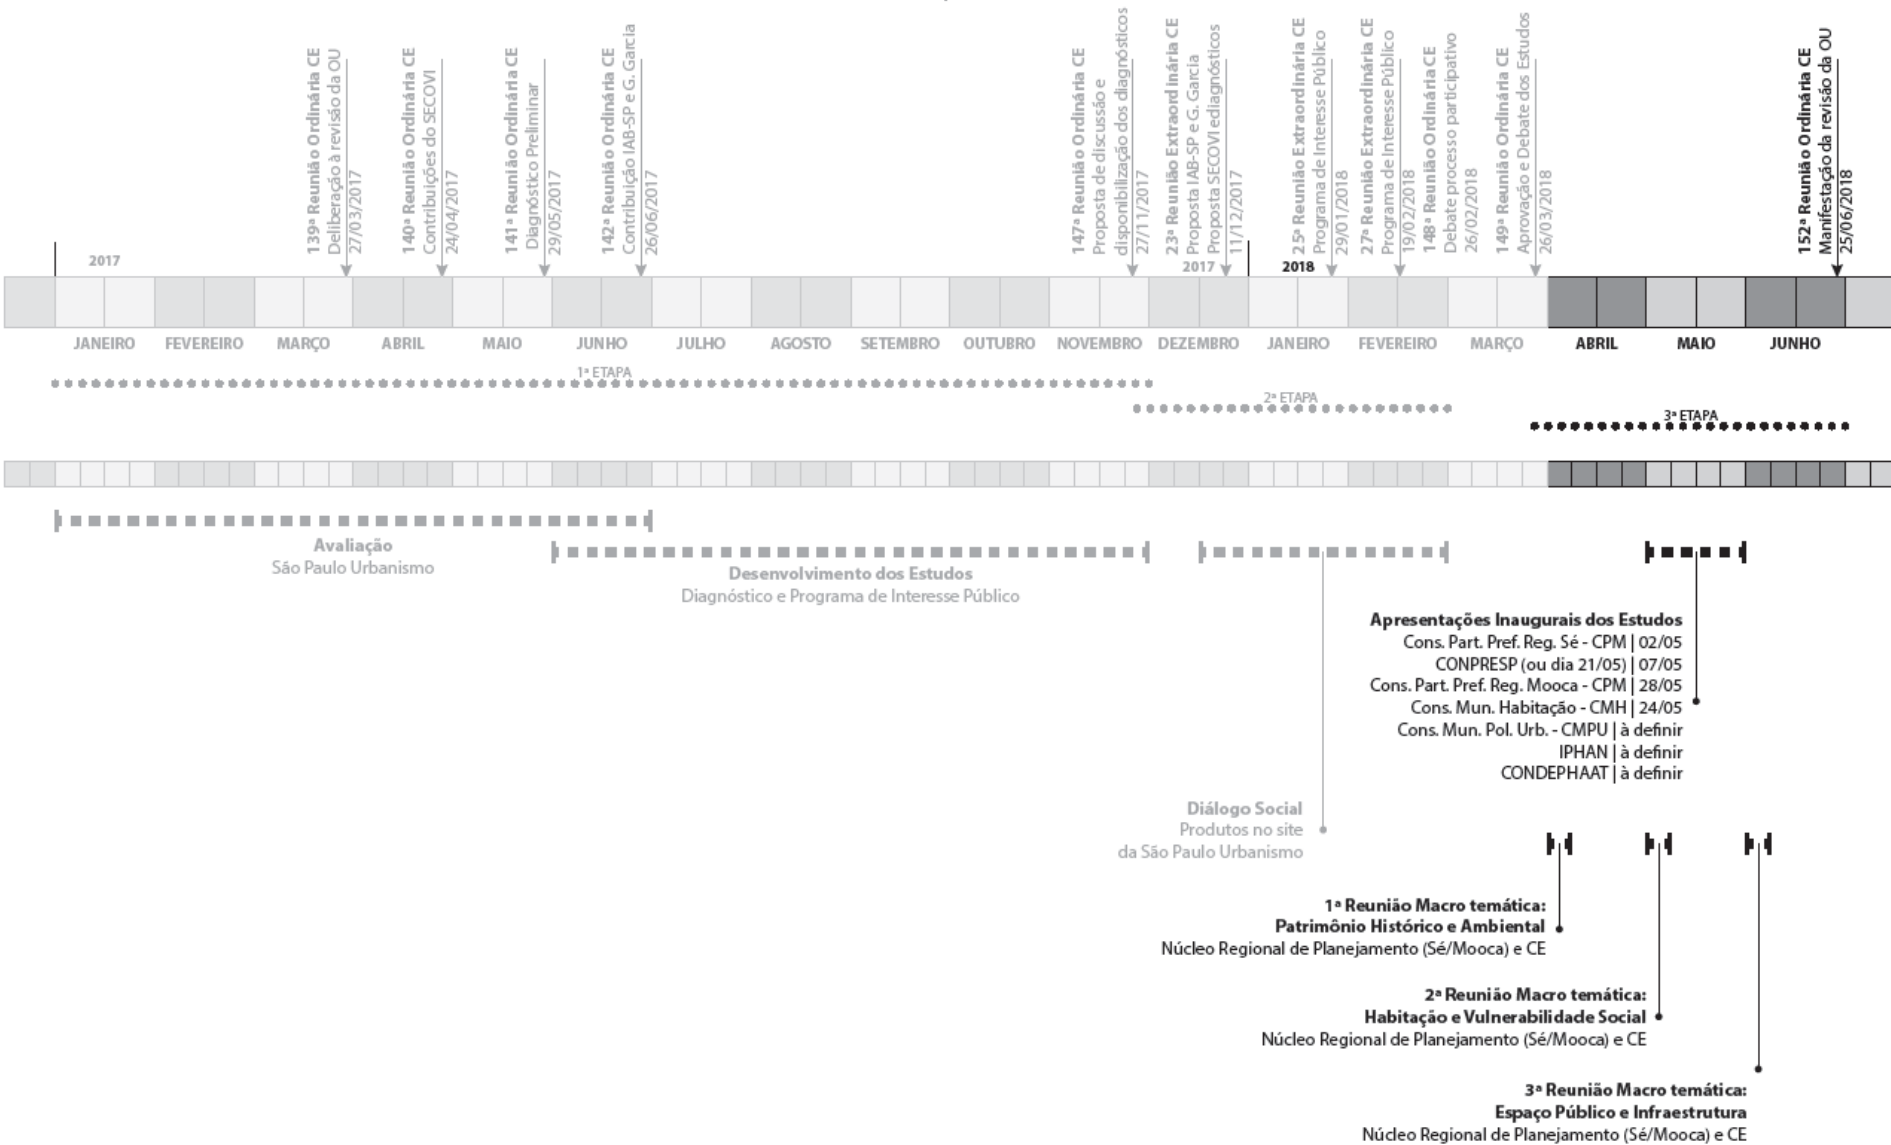 139ª Reunião Ordinária CE
Deliberação à revisão da OU
27/03/2017
140ª Reunião Ordinária CE
Contribuições do SECOVI
24/04/2017
141ª Reunião Ordinária CE
Diagnóstico Preliminar
29/05/2017
142ª Reunião Ordinária CE
Contribuição IAB-SP e G. Garcia
26/06/2017
147ª Reunião Ordinária CE
Proposta de discussão e
disponibilização dos diagnósticos
27/11/2017
23ª Reunião Extraordinária CE
Proposta IAB-SP e G. Garcia
Proposta SECOVI e diagnósticos
11/12/2017
25ª Reunião Extraordinária CE
Programa de Interesse Público
29/01/2018
27ª Reunião Extraordinária CE
Programa de Interesse Público
19/02/2018
148ª Reunião Ordinária CE
Debate processo participativo
26/02/2018
149ª Reunião Ordinária CE
Aprovação e Debate dos Estudos
26/03/2018
152ª Reunião Ordinária CE
Manifestação da revisão da OU
25/06/2018
2017
2017
2018
JANEIRO FEVEREIRO MARÇO ABRIL MAIO JUNHO JULHO AGOSTO SETEMBRO OUTUBRO NOVEMBRO DEZEMBRO JANEIRO FEVEREIRO MARÇO ABRIL MAIO JUNHO
1ª ETAPA
2ª ETAPA
3ª ETAPA
Avaliação
São Paulo Urbanismo
Desenvolvimento dos Estudos
Diagnóstico e Programa de Interesse Público
Apresentações Inaugurais dos Estudos
Cons. Part. Pref. Reg. Sé - CPM | 02/05
CONPRESP (ou dia 21/05) | 07/05
Cons. Part. Pref. Reg. Mooca - CPM | 28/05
Cons. Mun. Habitação - CMH | 24/05
Cons. Mun. Pol. Urb. - CMPU | à definir
IPHAN | à definir
CONDEPHAAT | à definir
Diálogo Social
Produtos no site
da São Paulo Urbanismo
1ª Reunião Macro temática:
Patrimônio Histórico e Ambiental
Núcleo Regional de Planejamento (Sé/Mooca) e CE
2ª Reunião Macro temática:
Habitação e Vulnerabilidade Social
Núcleo Regional de Planejamento (Sé/Mooca) e CE
3ª Reunião Macro temática:
Espaço Público e Infraestrutura
Núcleo Regional de Planejamento (Sé/Mooca) e CE